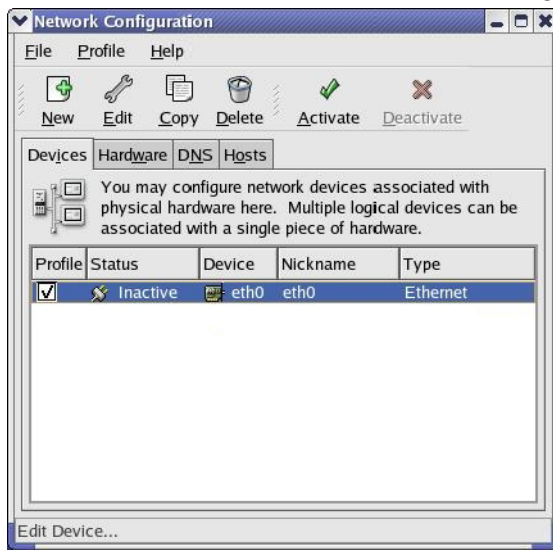 Network Configuration
File Profile Help
New Edit Copy Delete Activate Deactivate
Devices Hardware DNS Hosts
You may configure network devices associated with
physical hardware here. Multiple logical devices can be
associated with a single piece of hardware.
Profile Status Device Nickname Type
Inactive eth0 eth0 Ethernet
Edit Device...